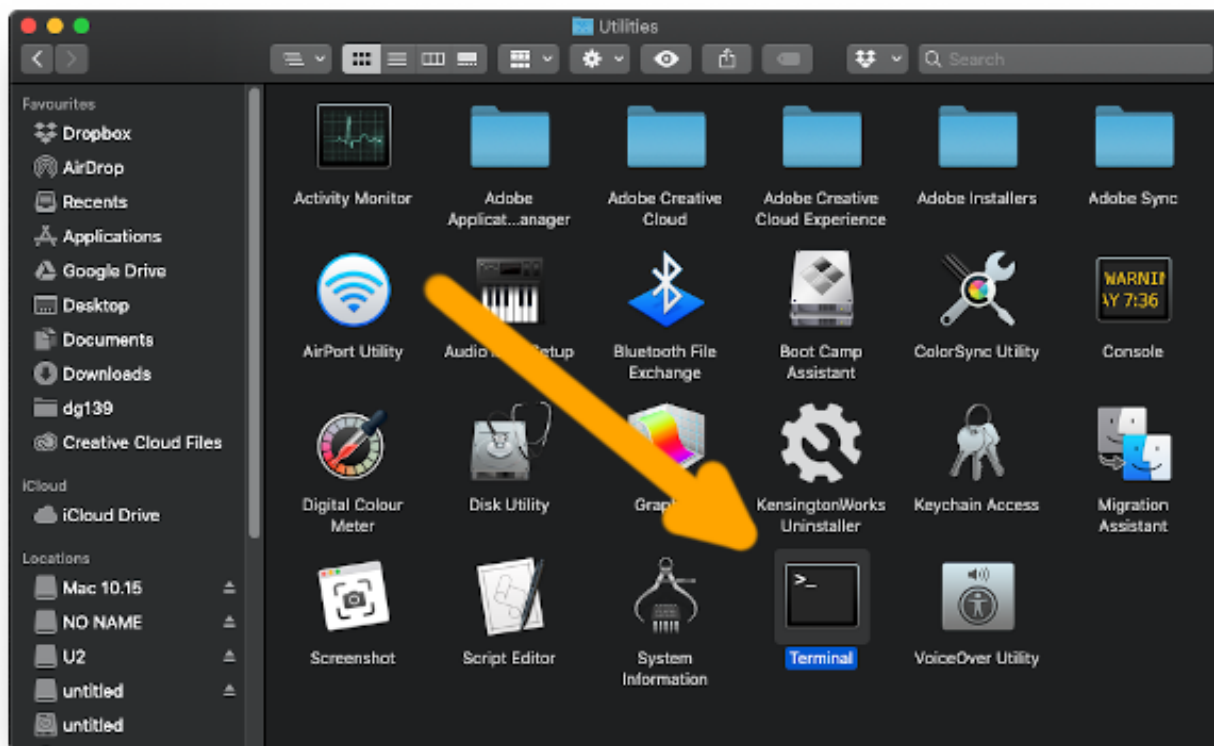 Utilities
Search
Favourites
Dropbox
AirDrop
Recents
Applications
Google Drive
Desktop
Documents
Downloads
dg139
Creative Cloud Files
iCloud
iCloud Drive
Locations
Mac 10.15
NO NAME
U2
untitled
untitled
Activity Monitor
Adobe
Applicat...anager
Adobe Creative
Cloud
Adobe Creative
Cloud Experience
Adobe Installers
Adobe Sync
AirPort Utility
Audio
Setup
Bluetooth File
Exchange
Boot Camp
Assistant
ColorSync Utility
WARNIN
AY 7:36
Console
Digital Colour
Meter
Disk Utility
KensingtonWorks
Uninstaller
Keychain Access
Migration
Assistant
Screenshot
Script Editor
System
Information
>_
Terminal
VoiceOver Utility